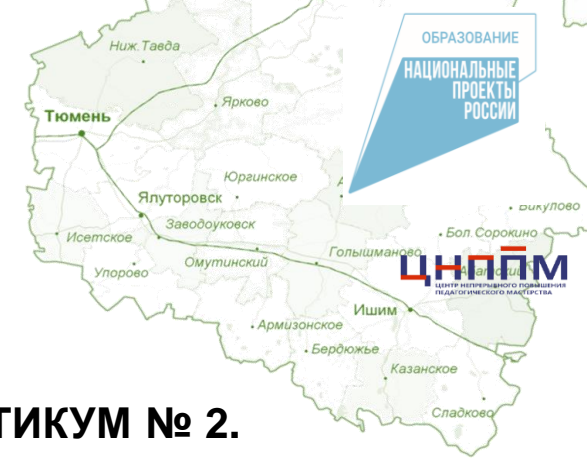 Ниж.Тавда
ОБРАЗОВАНИЕ
НАЦИОНАЛЬНЫЕ
ПРОЕКТЫ
РОССИИ
Ярково
Тюмень
Юргинское
Ялуторовск
Заводоуковск
Исетское
Упорово
Омутинский
Голышманово
Бол.Сорокино
ЦНППМ
ЦЕНТР НЕПРЕРЫВНОГО ПОВЫШЕНИЯ
ПЕДАГОГИЧЕСКОГО МАСТЕРСТВА
Ишим
Армизонское
Бердюжье
Казанское
Сладково
ТИКУМ № 2.